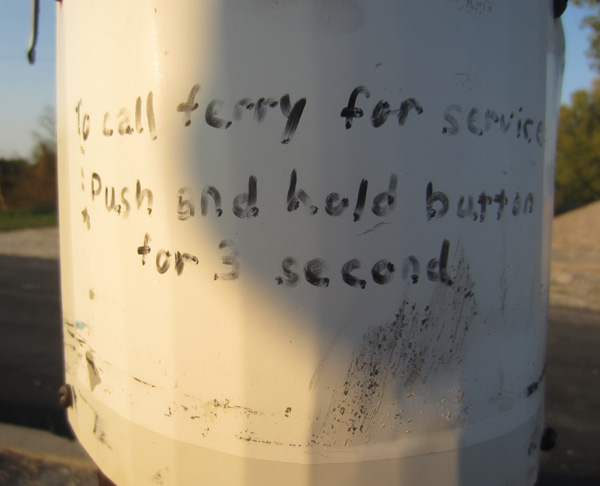 To call ferry for service
Push and hold button
for 3 second